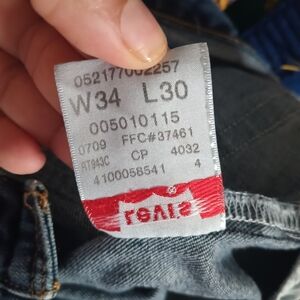 052177002257
W34 L30
005010115
0709 FFC#37461
RT943C CP 4032
4100058541 4
Levi's